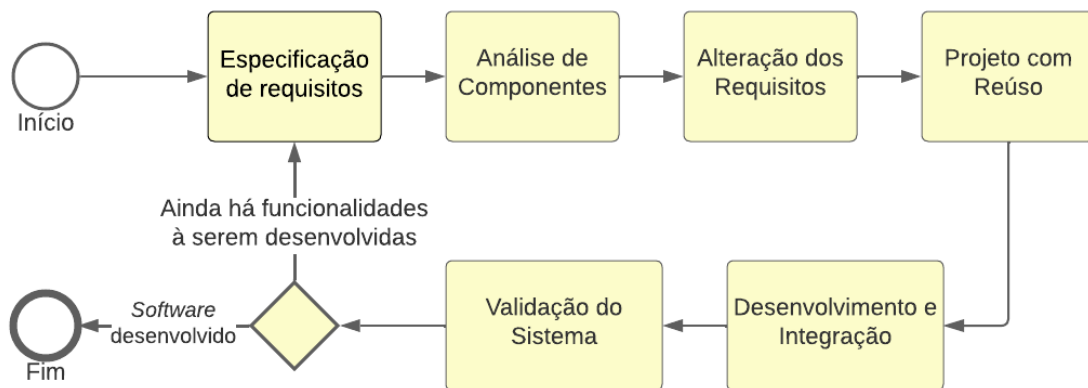 Início
Especificação
de requisitos
Análise de
Componentes
Alteração dos
Requisitos
Projeto com
Reúso
Ainda há funcionalidades
à serem desenvolvidas
Desenvolvimento e
Integração
Validação do
Sistema
Software
desenvolvido
Fim